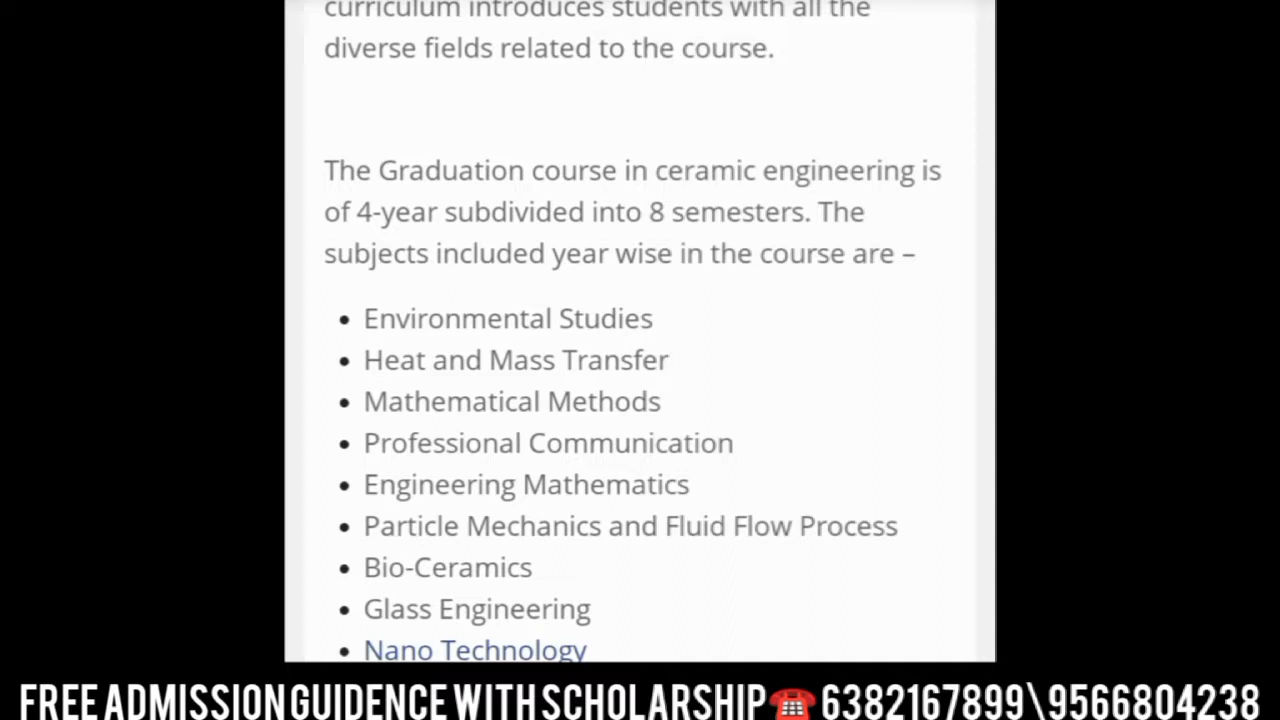 curriculum introduces students with all the
diverse fields related to the course.
The Graduation course in ceramic engineering is
of 4-year subdivided into 8 semesters. The
subjects included year wise in the course are –
• Environmental Studies
• Heat and Mass Transfer
• Mathematical Methods
• Professional Communication
• Engineering Mathematics
• Particle Mechanics and Fluid Flow Process
• Bio-Ceramics
• Glass Engineering
• Nano Technology
FREE ADMISSION GUIDENCE WITH SCHOLARSHIP☎️6382167899\9566804238